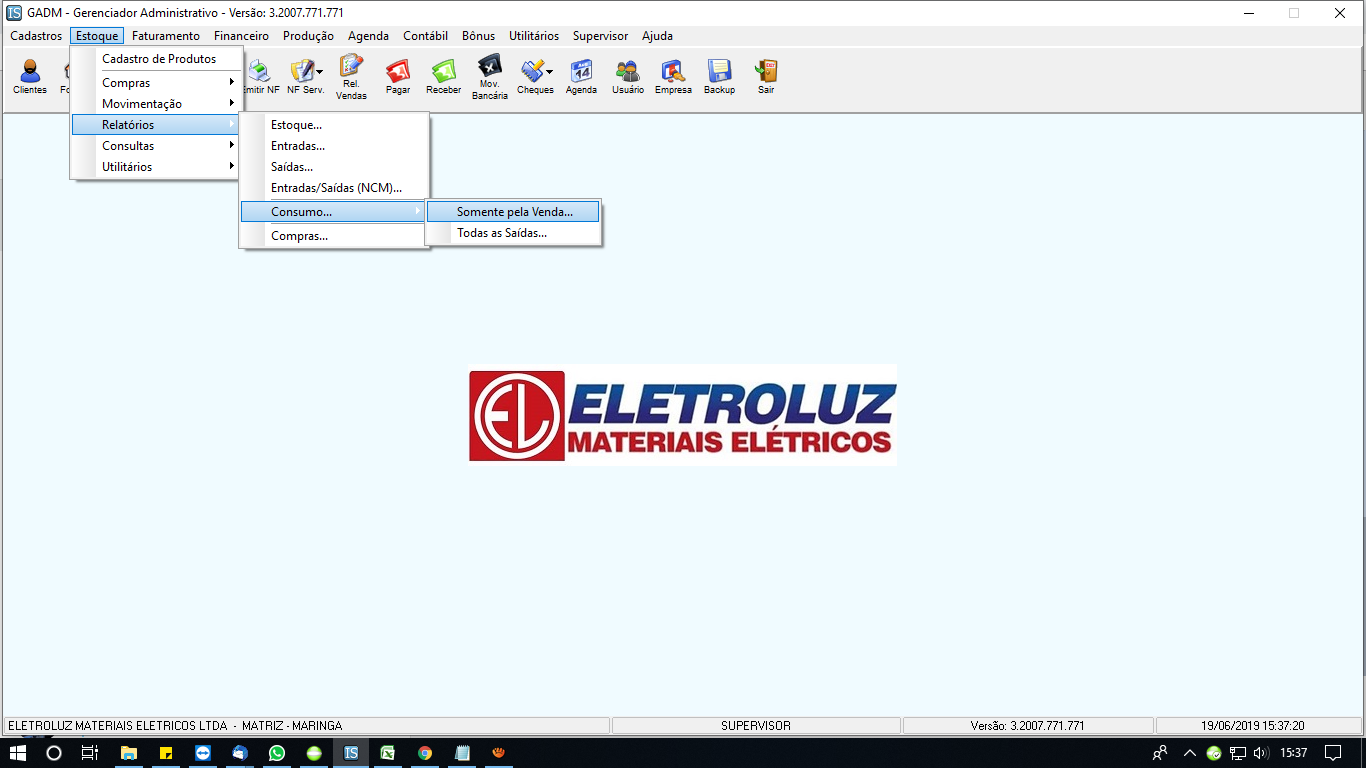 IS GADM - Gerenciador Administrativo - Versão: 3.2007.771.771
Cadastros Estoque Faturamento Financeiro Produção Agenda Contábil Bônus Utilitários Supervisor Ajuda
Clientes
Emitir NF
NF Serv.
Rel. Vendas
Pagar
Receber
Mov. Bancária
Cheques
Agenda
Usuário
Empresa
Backup
Sair
Cadastro de Produtos
Compras
Movimentação
Relatórios
Consultas
Utilitários
Estoque...
Entradas...
Saídas...
Entradas/Saídas (NCM)...
Consumo...
Compras...
Somente pela Venda...
Todas as Saídas...
EL ELETROLUZ
MATERIAIS ELÉTRICOS
ELETROLUZ MATERIAIS ELETRICOS LTDA - MATRIZ - MARINGA SUPERVISOR Versão: 3.2007.771.771 19/06/2019 15:37:20
IS 15:37